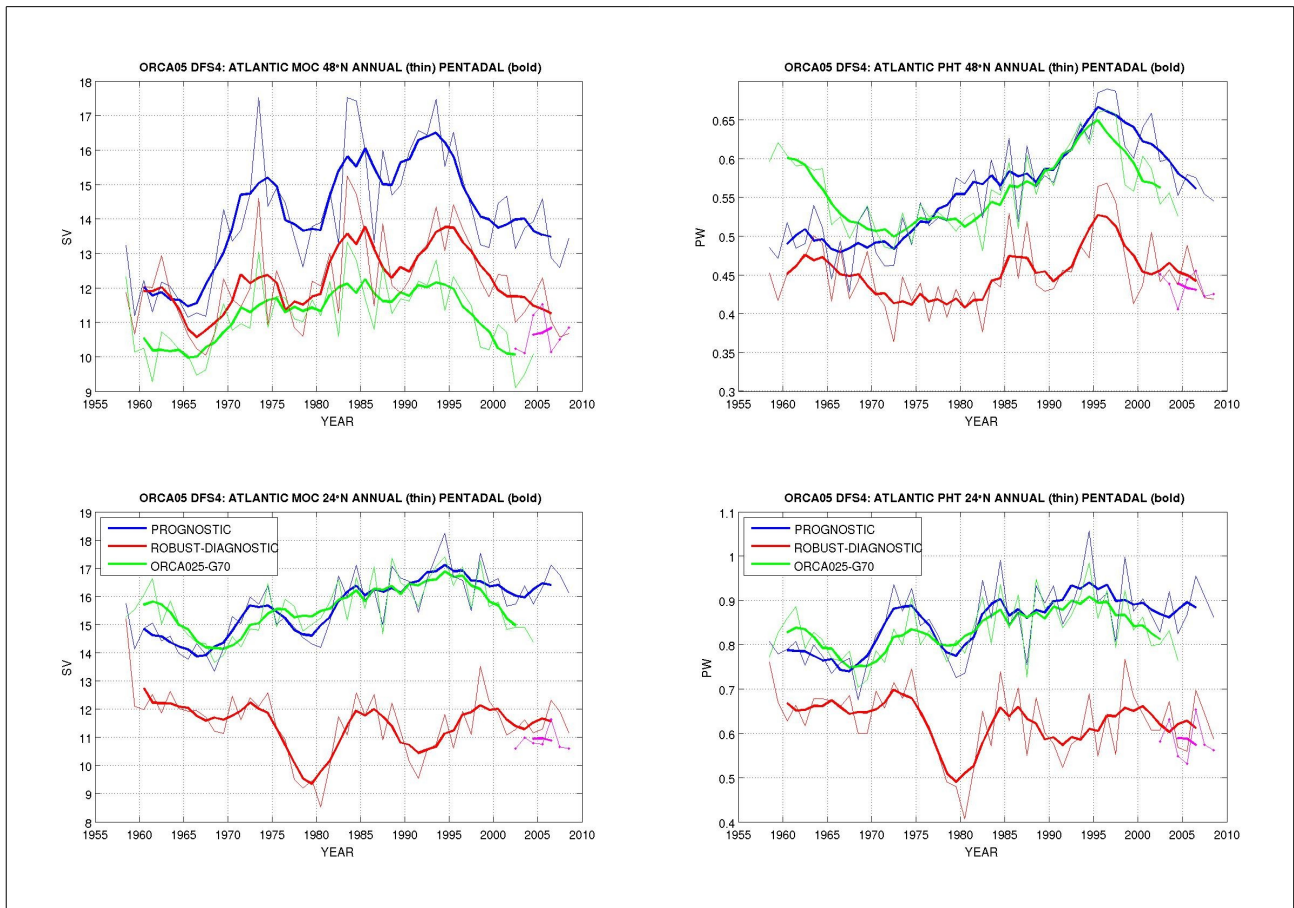 ORCA05 DFS4: ATLANTIC MOC 48°N ANNUAL (thin) PENTADAL (bold)
18
17
16
15
14
13
12
11
10
9
SV
1955 1960 1965 1970 1975 1980 1985 1990 1995 2000 2005 2010
YEAR
ORCA05 DFS4: ATLANTIC PHT 48°N ANNUAL (thin) PENTADAL (bold)
0.65
0.6
0.55
0.5
0.45
0.4
0.35
0.3
PW
1955 1960 1965 1970 1975 1980 1985 1990 1995 2000 2005 2010
YEAR
ORCA05 DFS4: ATLANTIC MOC 24°N ANNUAL (thin) PENTADAL (bold)
PROGNOSTIC
ROBUST-DIAGNOSTIC
ORCA025-G70
19
18
17
16
15
14
13
12
11
10
9
8
SV
1955 1960 1965 1970 1975 1980 1985 1990 1995 2000 2005 2010
YEAR
ORCA05 DFS4: ATLANTIC PHT 24°N ANNUAL (thin) PENTADAL (bold)
PROGNOSTIC
ROBUST-DIAGNOSTIC
ORCA025-G70
1.1
1
0.9
0.8
0.7
0.6
0.5
0.4
PW
1955 1960 1965 1970 1975 1980 1985 1990 1995 2000 2005 2010
YEAR